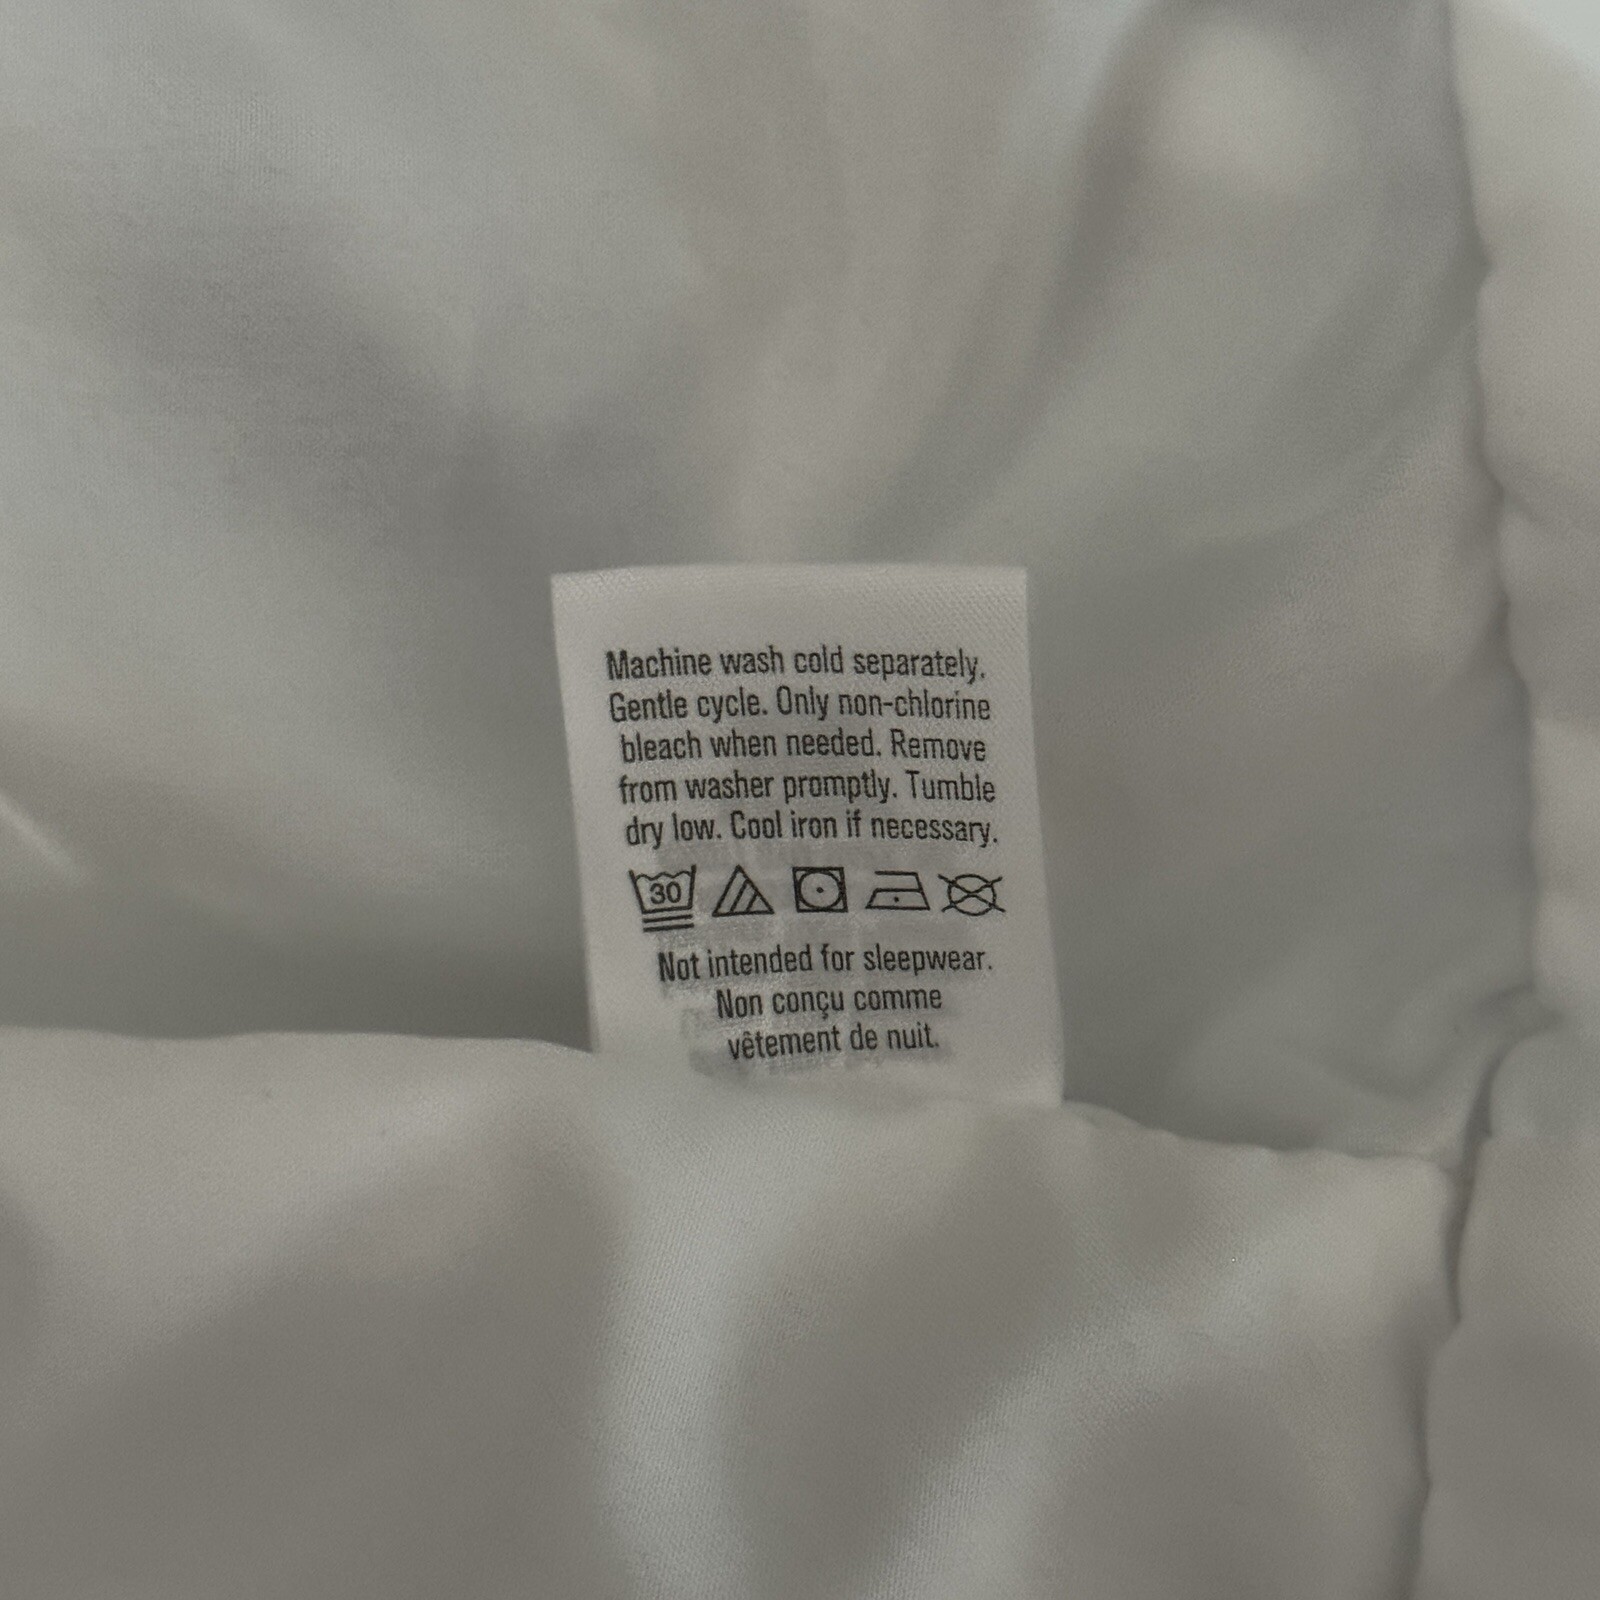 Machine wash cold separately.
Gentle cycle. Only non-chlorine
bleach when needed. Remove
from washer promptly. Tumble
dry low. Cool iron if necessary.
30
Not intended for sleepwear.
Non conçu comme
vêtement de nuit.